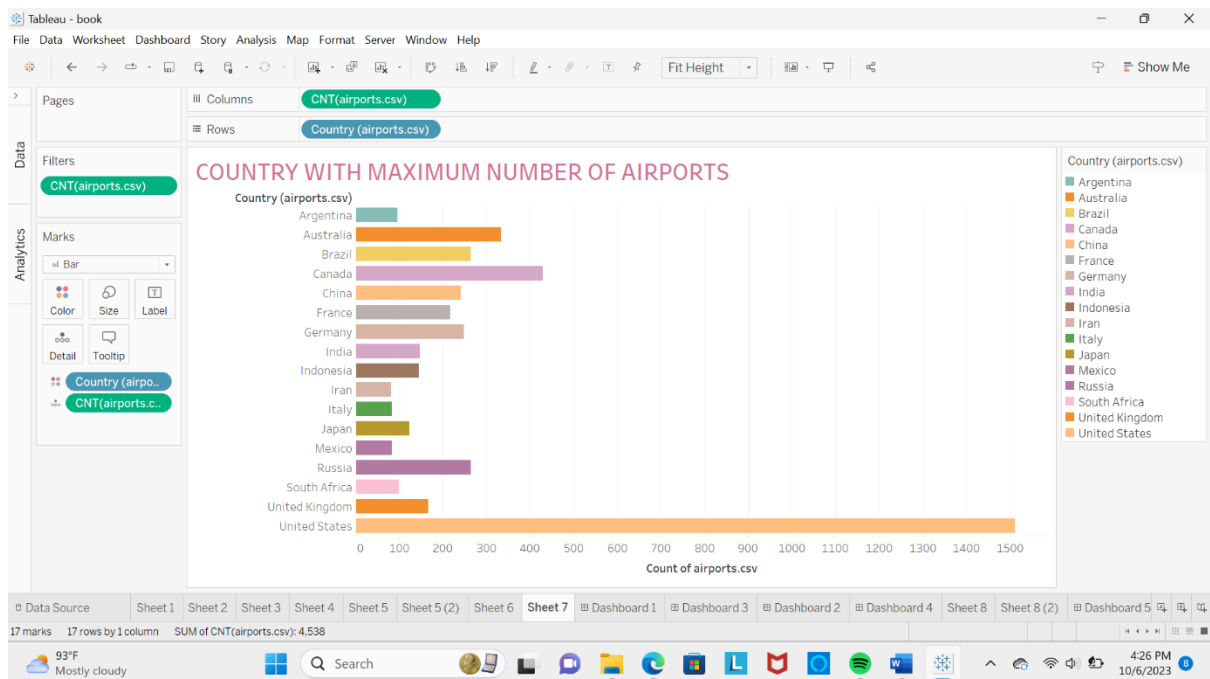 Tableau - book
File Data Worksheet Dashboard Story Analysis Map Format Server Window Help
Fit Height
Show Me
Pages
Columns
CNT(airports.csv)
Rows
Country (airports.csv)
Data
Analytics
Filters
CNT(airports.csv)
Marks
Bar
Color Size Label
Detail Tooltip
Country (airpo..
CNT(airports.c..
COUNTRY WITH MAXIMUM NUMBER OF AIRPORTS
Country (airports.csv)
Argentina
Australia
Brazil
Canada
China
France
Germany
India
Indonesia
Iran
Italy
Japan
Mexico
Russia
South Africa
United Kingdom
United States
0 100 200 300 400 500 600 700 800 900 1000 1100 1200 1300 1400 1500
Count of airports.csv
Country (airports.csv)
Argentina
Australia
Brazil
Canada
China
France
Germany
India
Indonesia
Iran
Italy
Japan
Mexico
Russia
South Africa
United Kingdom
United States
Data Source Sheet 1 Sheet 2 Sheet 3 Sheet 4 Sheet 5 Sheet 5 (2) Sheet 6 Sheet 7 Dashboard 1 Dashboard 3 Dashboard 2 Dashboard 4 Sheet 8 Sheet 8 (2) Dashboard 5
17 marks 17 rows by 1 column SUM of CNT(airports.csv): 4,538
93°F
Mostly cloudy
Search
4:26 PM
10/6/2023
8